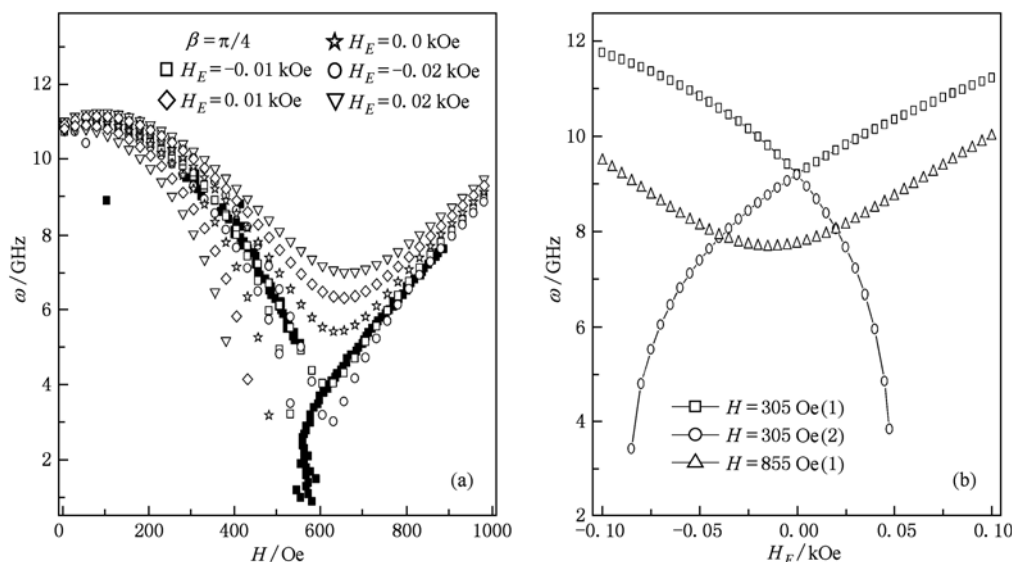 β=π/4
H_E=0.0 kOe
H_E=−0.01 kOe
H_E=−0.02 kOe
H_E=0.01 kOe
H_E=0.02 kOe
12
10
8
6
4
2
ω/GHz
(a)
0 200 400 600 800 1000
H/Oe
12
10
8
6
4
2
ω/GHz
H=305 Oe(1)
H=305 Oe(2)
H=855 Oe(1)
(b)
−0.10 −0.05 0.00 0.05 0.10
H_E/kOe